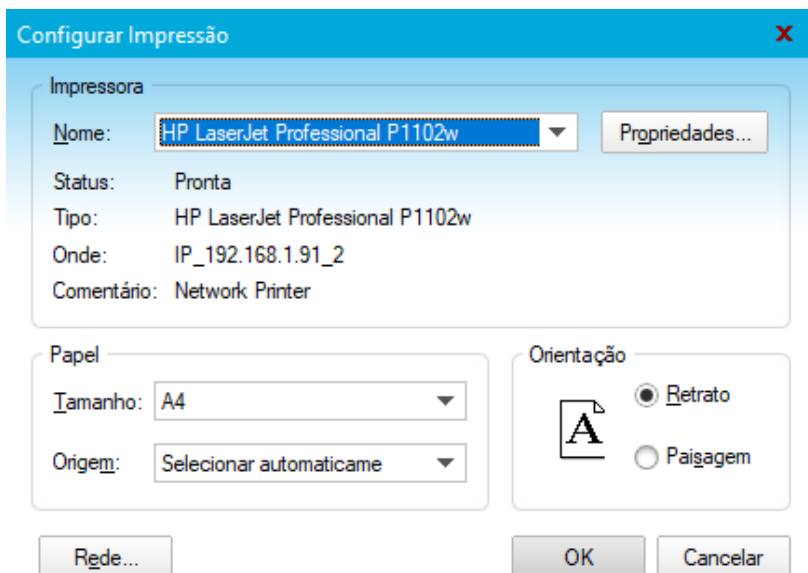 Configurar Impressão
Impressora
Nome: HP LaserJet Professional P1102w Propriedades...
Status: Pronta
Tipo: HP LaserJet Professional P1102w
Onde: IP_192.168.1.91_2
Comentário: Network Printer
Papel
Tamanho: A4
Origem: Selecionar automaticame
Orientação
A
Retrato
Paisagem
Rede... OK Cancelar